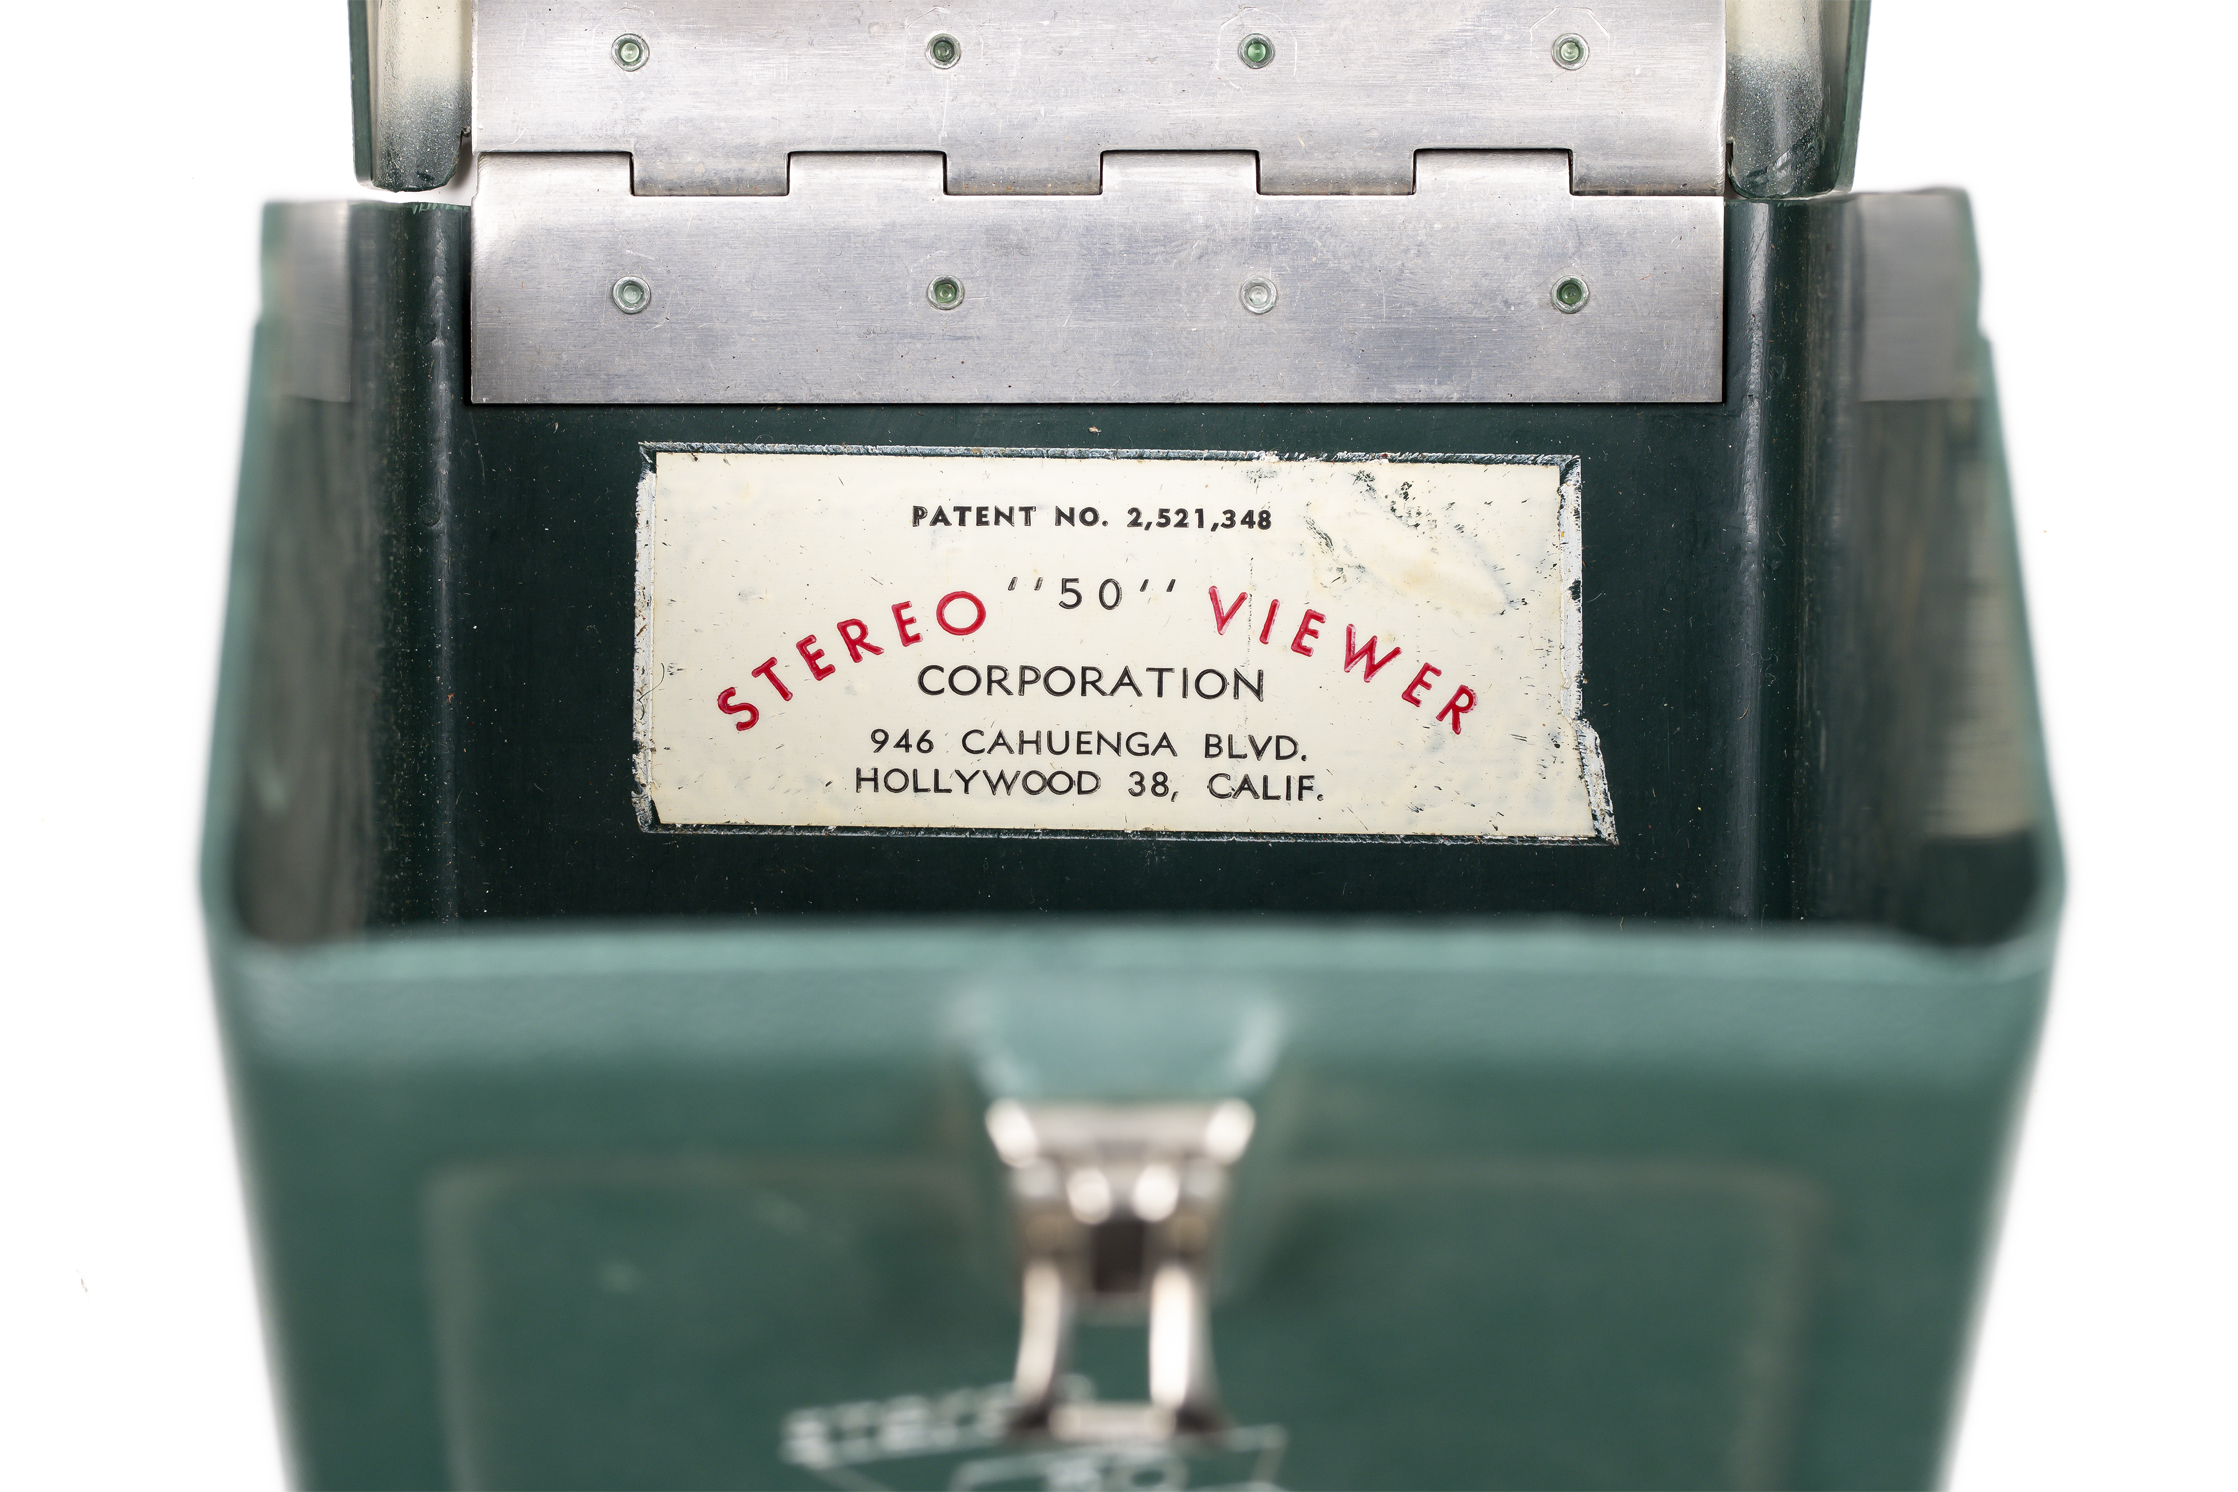 PATENT NO. 2,521,348
STEREO "50" VIEWER
CORPORATION
946 CAHUENGA BLVD.
HOLLYWOOD 38, CALIF.